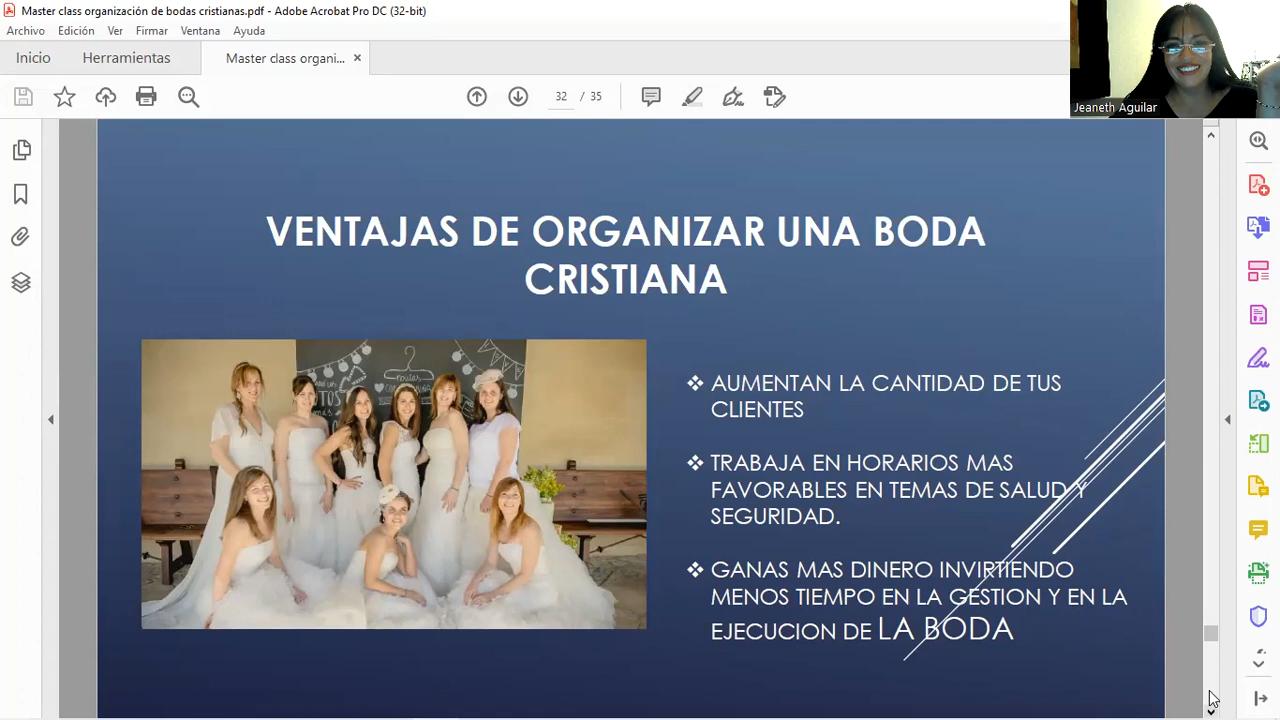 Master class organización de bodas cristianas.pdf - Adobe Acrobat Pro DC (32-bit)
Archivo Edición Ver Firmar Ventana Ayuda
Inicio Herramientas Master class organi... ×
32 / 35
Jeaneth Aguilar
VENTAJAS DE ORGANIZAR UNA BODA
CRISTIANA
❖ AUMENTAN LA CANTIDAD DE TUS
CLIENTES
❖ TRABAJA EN HORARIOS MAS
FAVORABLES EN TEMAS DE SALUD Y
SEGURIDAD.
❖ GANAS MAS DINERO INVIRTIENDO
MENOS TIEMPO EN LA GESTION Y EN LA
EJECUCION DE LA BODA